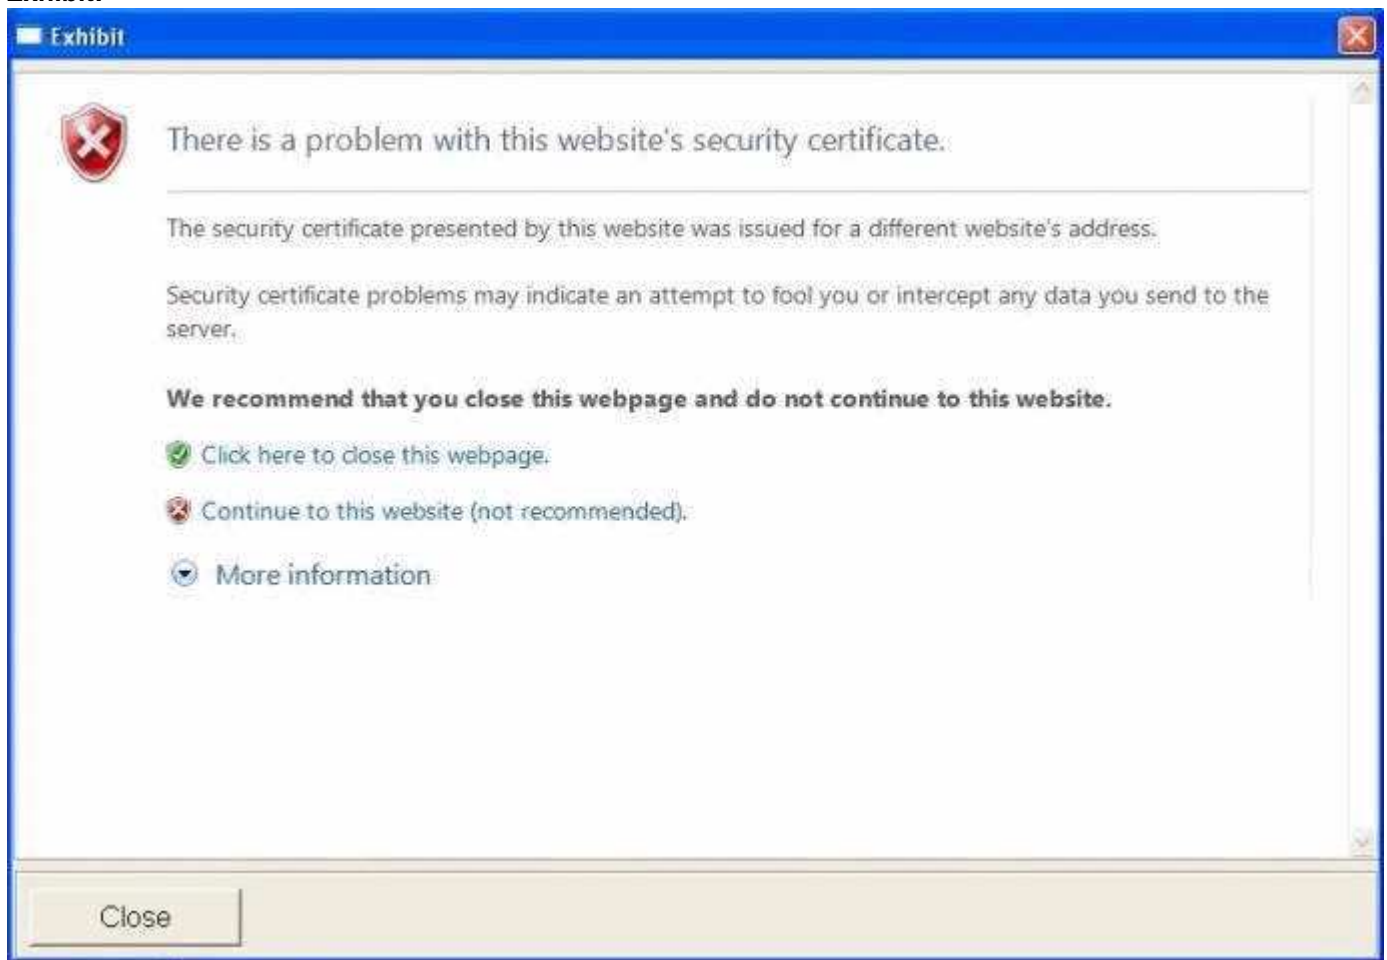 Exhibit
There is a problem with this website's security certificate.
The security certificate presented by this website was issued for a different website's address.
Security certificate problems may indicate an attempt to fool you or intercept any data you send to the
server.
We recommend that you close this webpage and do not continue to this website.
Click here to close this webpage.
Continue to this website (not recommended).
More information
Close